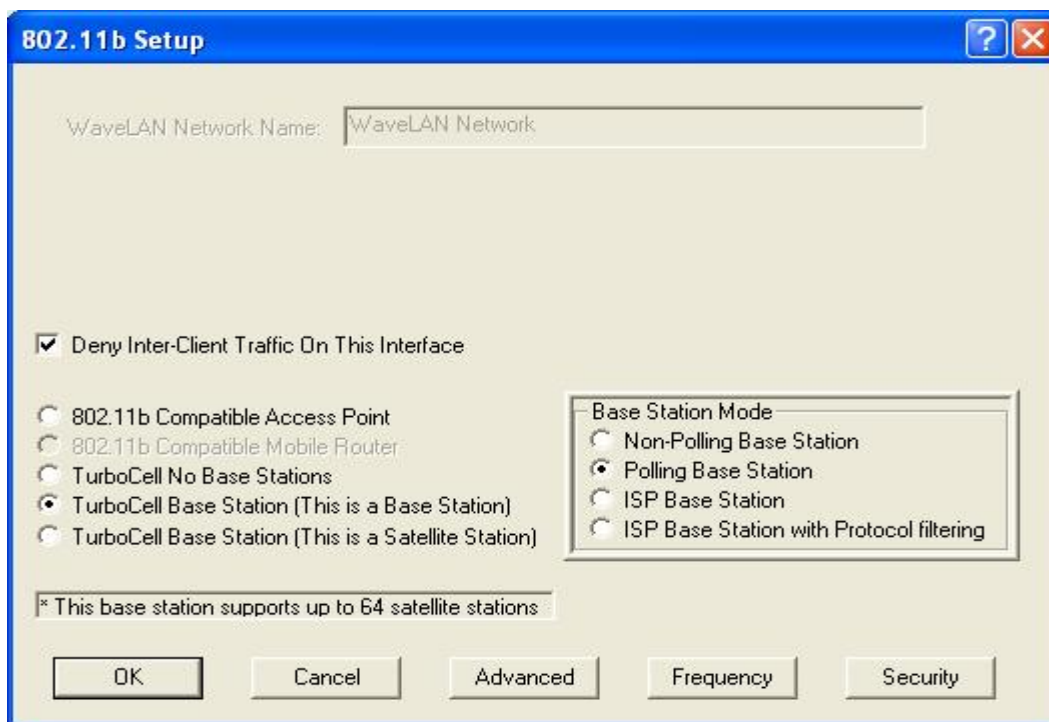 802.11b Setup
WaveLAN Network Name: WaveLAN Network
Deny Inter-Client Traffic On This Interface
802.11b Compatible Access Point
802.11b Compatible Mobile Router
TurboCell No Base Stations
TurboCell Base Station (This is a Base Station)
TurboCell Base Station (This is a Satellite Station)
Base Station Mode
Non-Polling Base Station
Polling Base Station
ISP Base Station
ISP Base Station with Protocol filtering
* This base station supports up to 64 satellite stations
OK Cancel Advanced Frequency Security